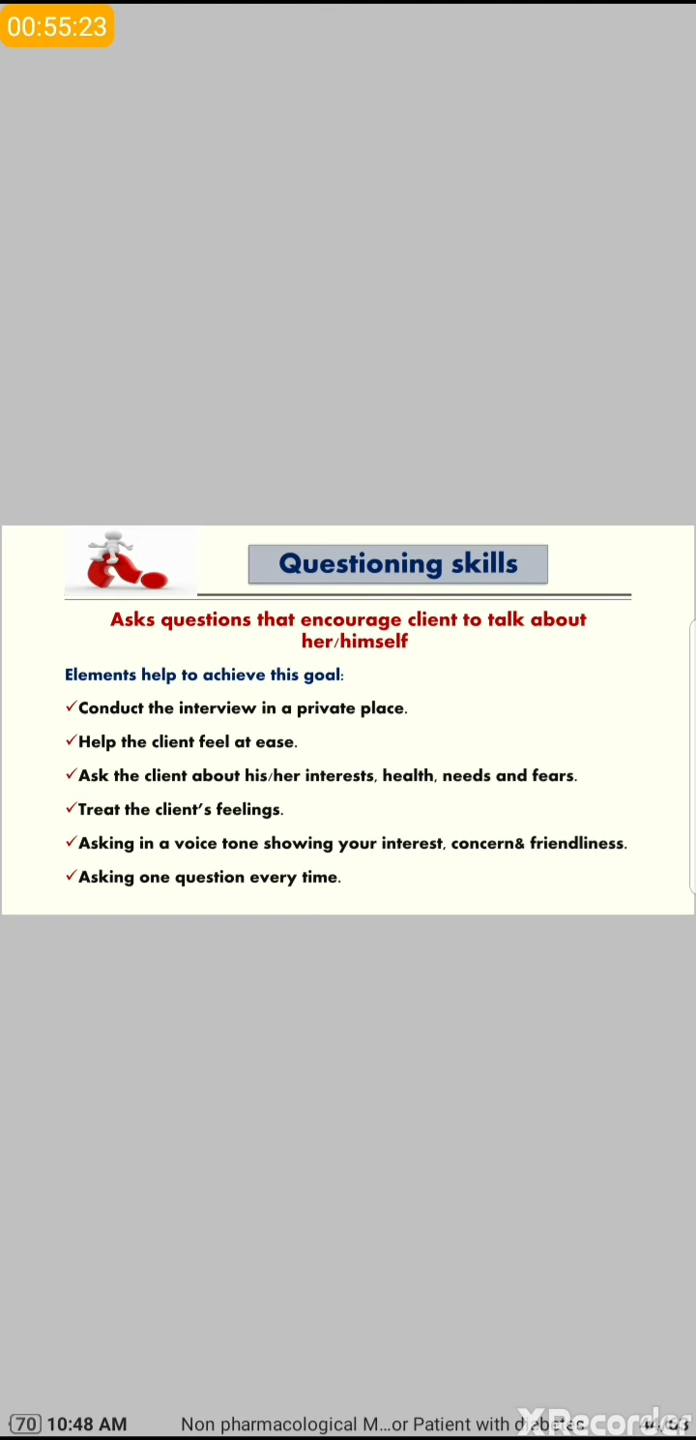 00:55:23
Questioning skills
Asks questions that encourage client to talk about
her/himself
Elements help to achieve this goal:
✓Conduct the interview in a private place.
✓Help the client feel at ease.
✓Ask the client about his/her interests, health, needs and fears.
✓Treat the client's feelings.
✓Asking in a voice tone showing your interest, concern& friendliness.
✓Asking one question every time.
70 10:48 AM Non pharmacological M...or Patient with diabetes
XRecorder